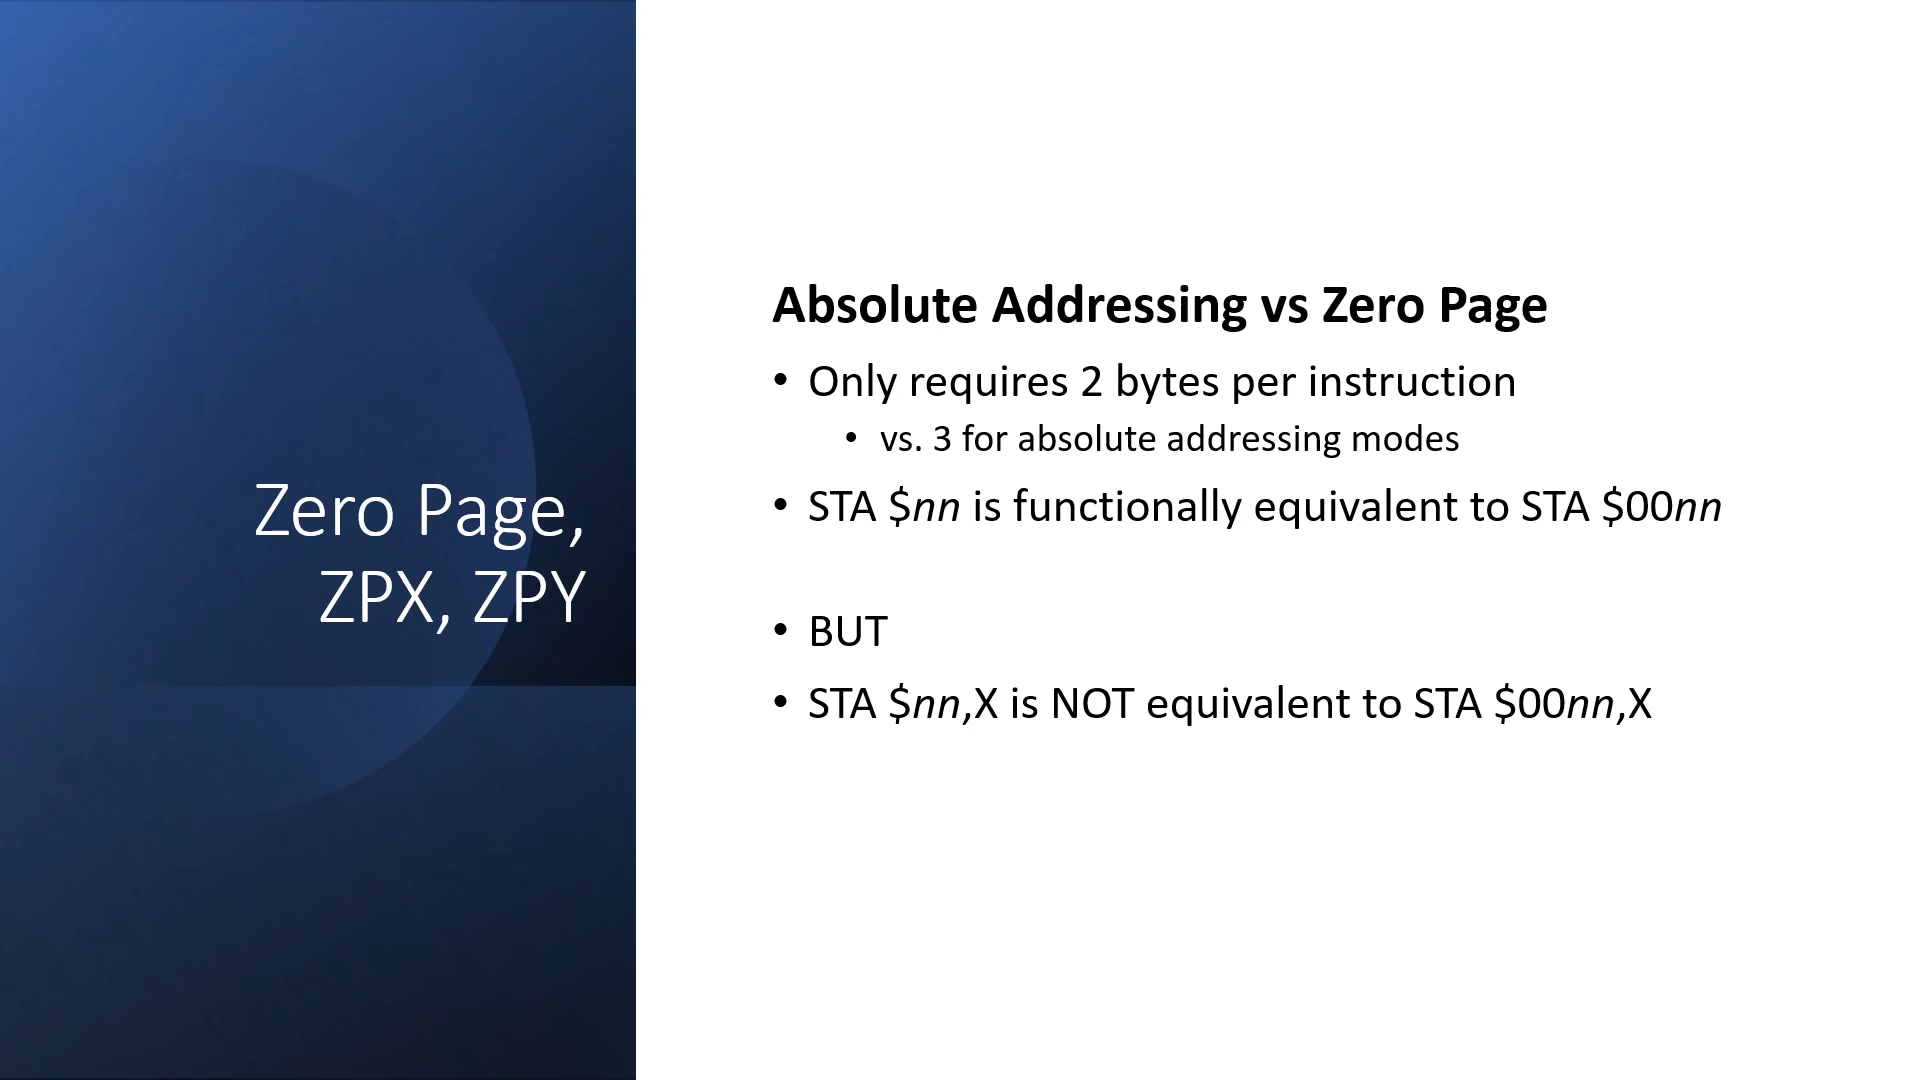 Zero Page,
ZPX, ZPY
Absolute Addressing vs Zero Page
• Only requires 2 bytes per instruction
• vs. 3 for absolute addressing modes
• STA $nn is functionally equivalent to STA $00nn
• BUT
• STA $nn,X is NOT equivalent to STA $00nn,X